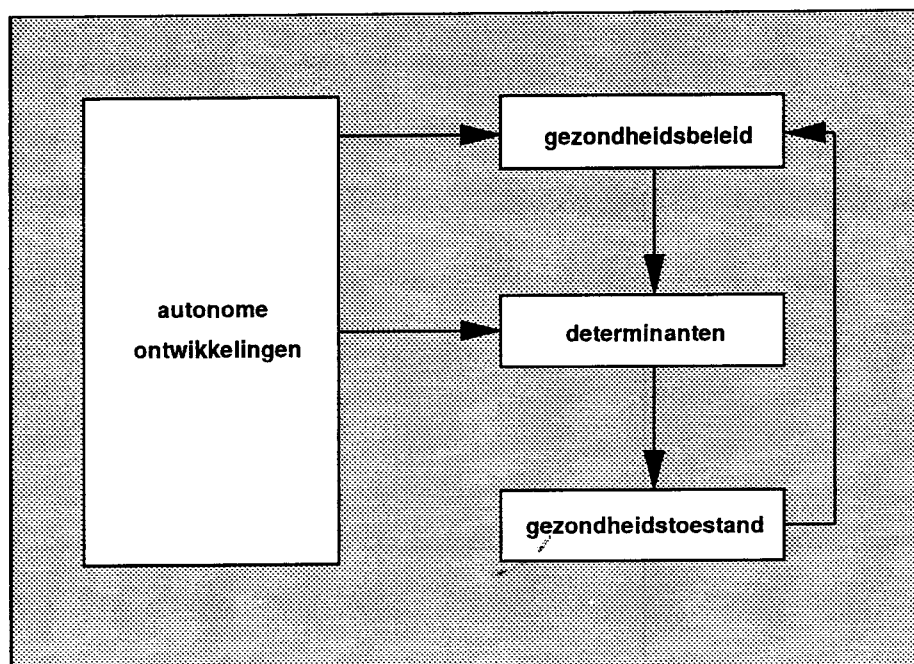 autonome
ontwikkelingen
gezondheidsbeleid
determinanten
gezondheidstoestand